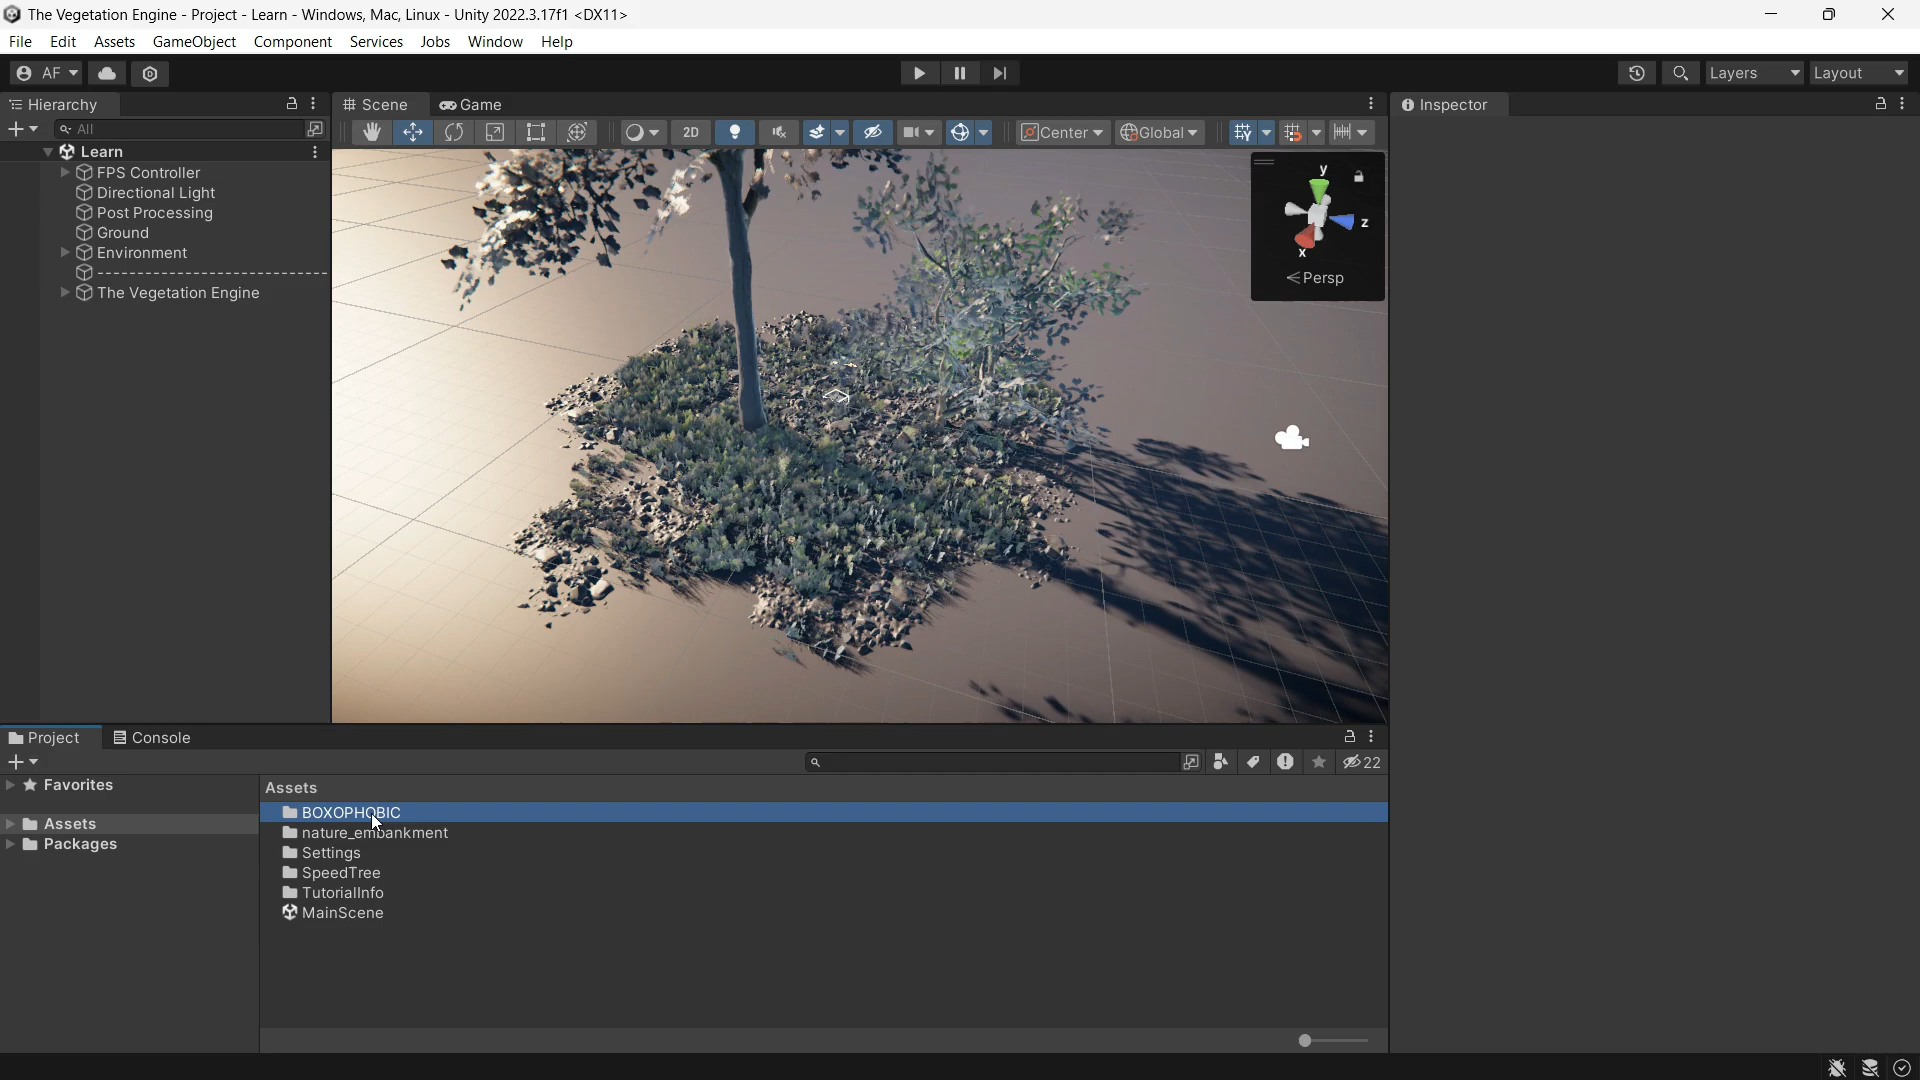 The Vegetation Engine - Project - Learn - Windows, Mac, Linux - Unity 2022.3.17f1 <DX11>
File Edit Assets GameObject Component Services Jobs Window Help
AF Layers Layout
Hierarchy
All
Learn
FPS Controller
Directional Light
Post Processing
Ground
Environment
-----------------------------
The Vegetation Engine
Scene Game
2D Center Global
y
z
x
Persp
Inspector
Project Console
22
Favorites
Assets
Packages
Assets
BOXOPHOBIC
nature_embankment
Settings
SpeedTree
TutorialInfo
MainScene